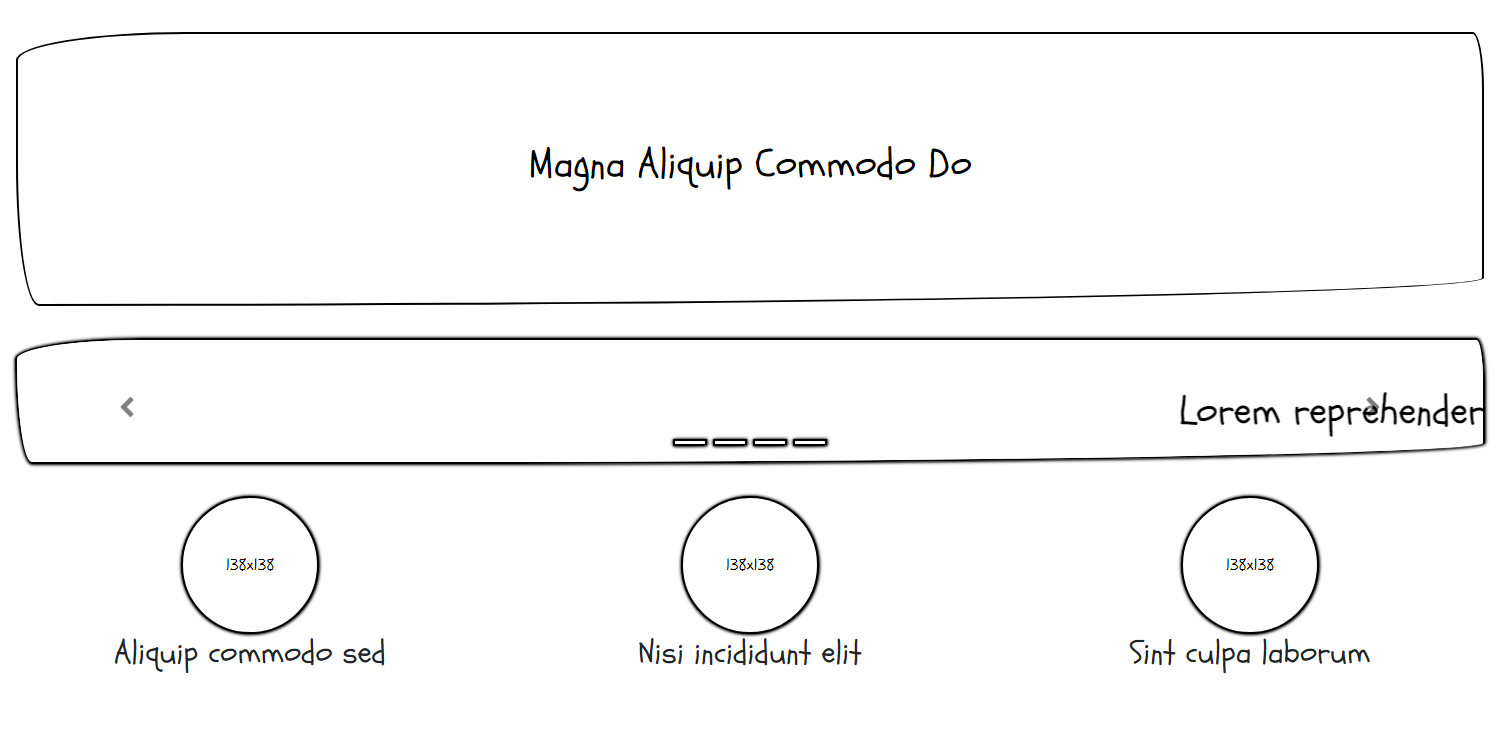 Magna Aliquip Commodo Do
Lorem reprehender
138x138
138x138
138x138
Aliquip commodo sed
Nisi incididunt elit
Sint culpa laborum